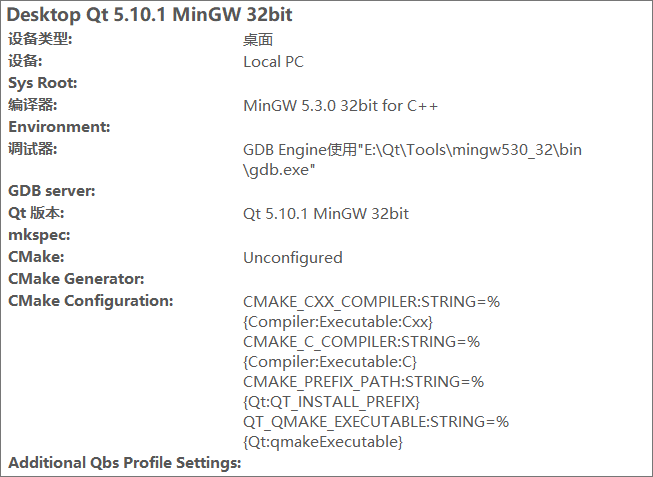 Desktop Qt 5.10.1 MinGW 32bit
设备类型: 桌面
设备: Local PC
Sys Root:
编译器: MinGW 5.3.0 32bit for C++
Environment:
调试器: GDB Engine使用"E:\Qt\Tools\mingw530_32\bin
\gdb.exe"
GDB server:
Qt 版本: Qt 5.10.1 MinGW 32bit
mkspec:
CMake: Unconfigured
CMake Generator:
CMake Configuration: CMAKE_CXX_COMPILER:STRING=%
{Compiler:Executable:Cxx}
CMAKE_C_COMPILER:STRING=%
{Compiler:Executable:C}
CMAKE_PREFIX_PATH:STRING=%
{Qt:QT_INSTALL_PREFIX}
QT_QMAKE_EXECUTABLE:STRING=%
{Qt:qmakeExecutable}
Additional Qbs Profile Settings: